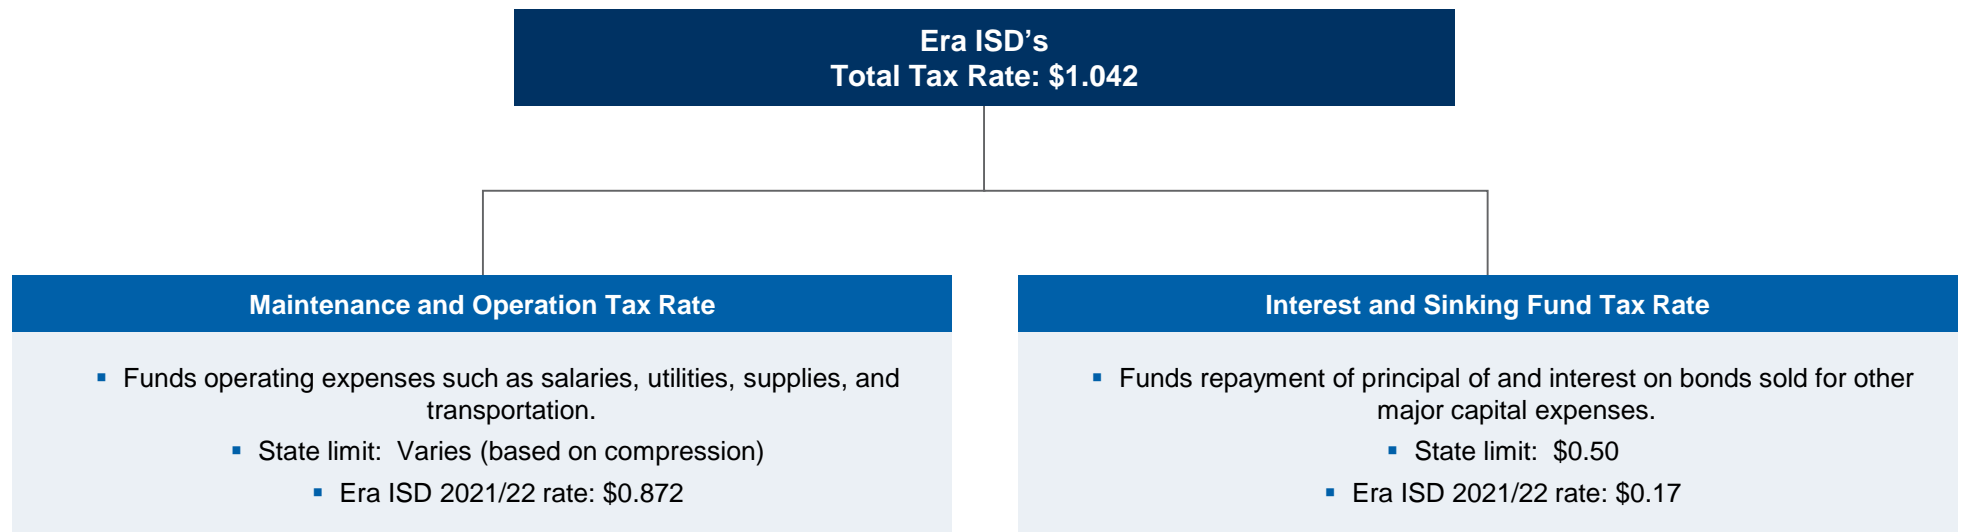 Era ISD’s
Total Tax Rate: $1.042
Maintenance and Operation Tax Rate
▪ Funds operating expenses such as salaries, utilities, supplies, and
transportation.
▪ State limit:  Varies (based on compression)
▪ Era ISD 2021/22 rate: $0.872
Interest and Sinking Fund Tax Rate
▪ Funds repayment of principal of and interest on bonds sold for other
major capital expenses.
▪ State limit:  $0.50
▪ Era ISD 2021/22 rate: $0.17